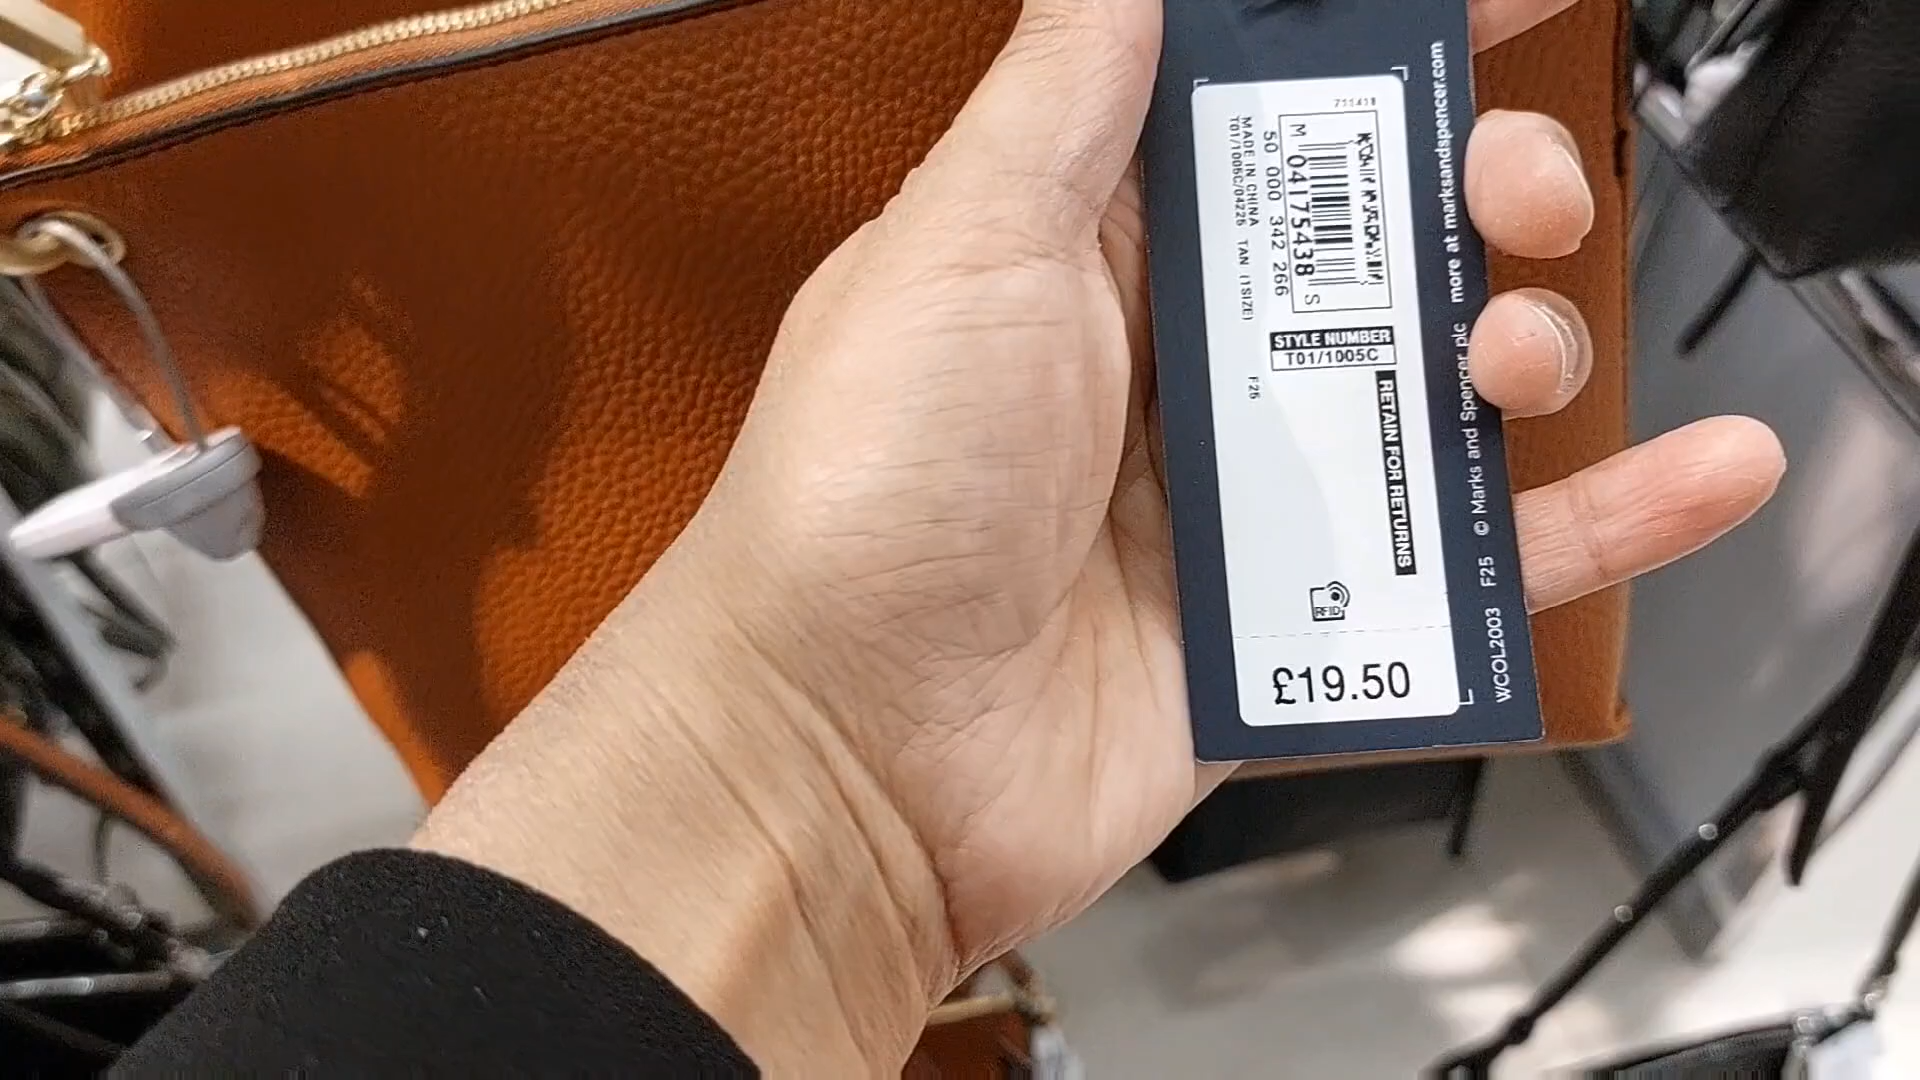 711418
M 04175438 S
50 000 342 266
MADE IN CHINA
T01/1005C/04225 TAN (1SIZE) F25
STYLE NUMBER
T01/1005C
RETAIN FOR RETURNS
RFID
£19.50
more at marksandspencer.com
© Marks and Spencer plc
WCOL2003 F25